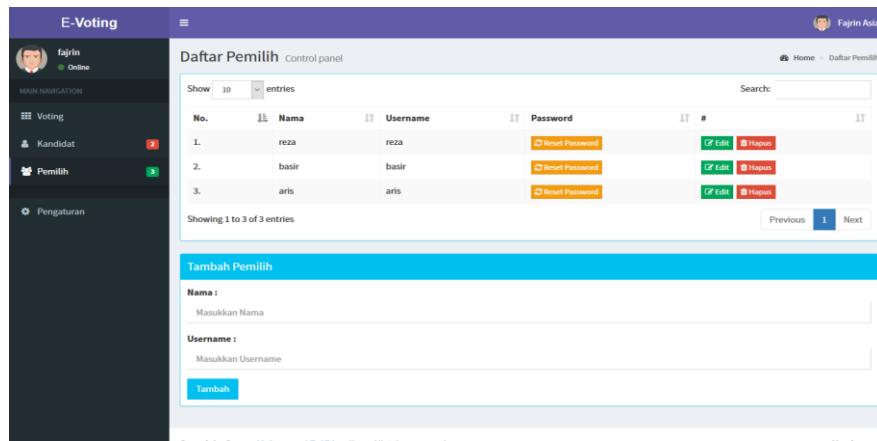 E-Voting
Fajrin Asiz
fajrin
Online
MAIN NAVIGATION
Voting
Kandidat 2
Pemilih 3
Pengaturan
Daftar Pemilih Control panel
Home > Daftar Pemilih
Show 10 entries
Search:
No. Nama Username Password #
1. reza reza Reset Password Edit Hapus
2. basir basir Reset Password Edit Hapus
3. aris aris Reset Password Edit Hapus
Showing 1 to 3 of 3 entries
Previous 1 Next
Tambah Pemilih
Nama :
Masukkan Nama
Username :
Masukkan Username
Tambah